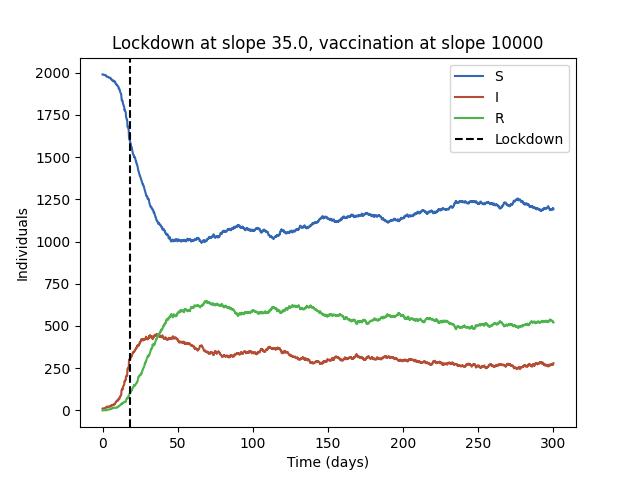 Lockdown at slope 35.0, vaccination at slope 10000
S
I
R
Lockdown
2000
1750
1500
1250
1000
750
500
250
0
Individuals
0 50 100 150 200 250 300
Time (days)